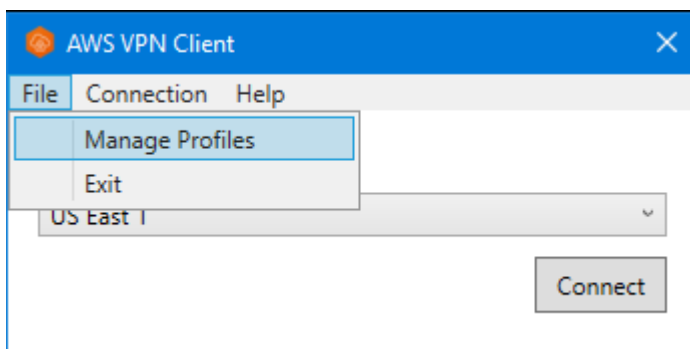 AWS VPN Client
File Connection Help
Manage Profiles
Exit
US East 1
Connect